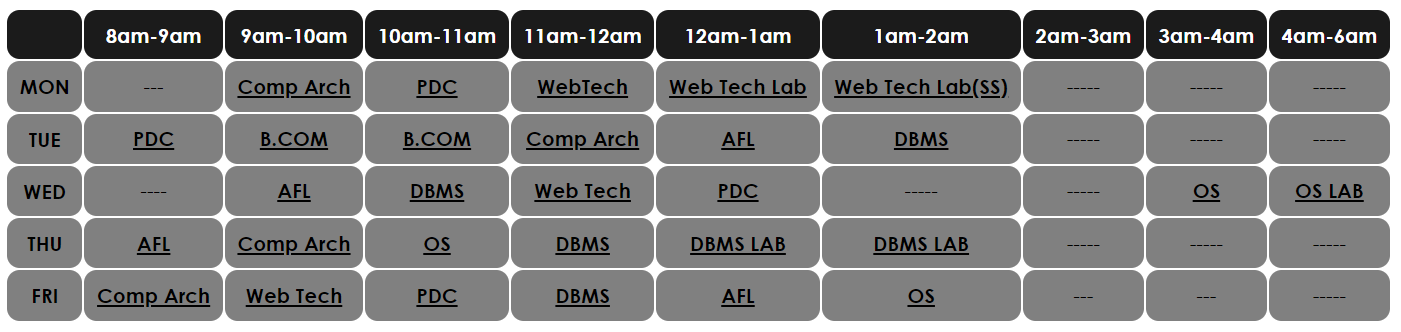 8am-9am 9am-10am 10am-11am 11am-12am 12am-1am 1am-2am 2am-3am 3am-4am 4am-6am
MON --- Comp Arch PDC WebTech Web Tech Lab Web Tech Lab(SS) ----- ----- -----
TUE PDC B.COM B.COM Comp Arch AFL DBMS ----- ----- -----
WED ---- AFL DBMS Web Tech PDC ----- ----- OS OS LAB
THU AFL Comp Arch OS DBMS DBMS LAB DBMS LAB ----- ----- -----
FRI Comp Arch Web Tech PDC DBMS AFL OS --- --- -----